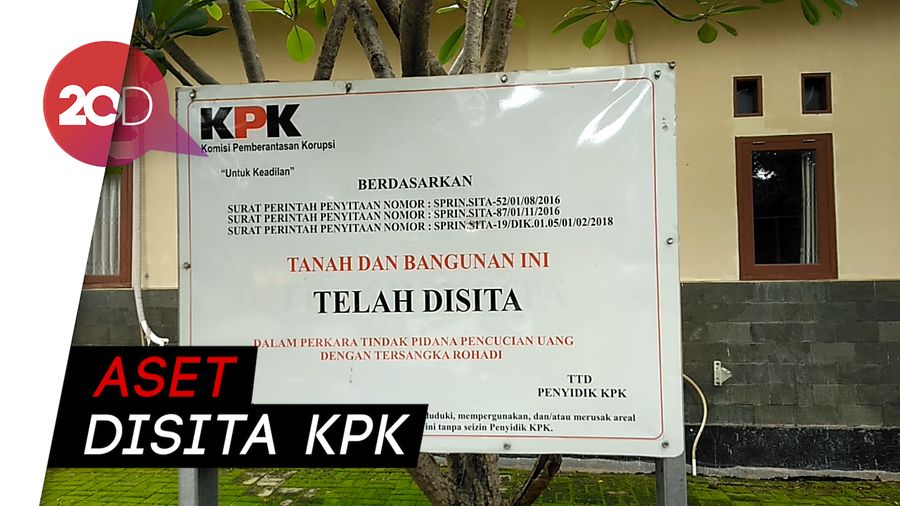 20D
KPK
Komisi Pemberantasan Korupsi
"Untuk Keadilan"
BERDASARKAN
SURAT PERINTAH PENYITAAN NOMOR : SPRIN.SITA-52/01/08/2016
SURAT PERINTAH PENYITAAN NOMOR : SPRIN.SITA-87/01/11/2016
SURAT PERINTAH PENYITAAN NOMOR : SPRIN.SITA-19/DIK.01.05/01/02/2018
TANAH DAN BANGUNAN INI
TELAH DISITA
DALAM PERKARA TINDAK PIDANA PENCUCIAN UANG
DENGAN TERSANGKA ROHADI
TTD
PENYIDIK KPK
mempergunakan, dan/atau merusak areal
ini tanpa seizin Penyidik KPK.
ASET
DISITA KPK